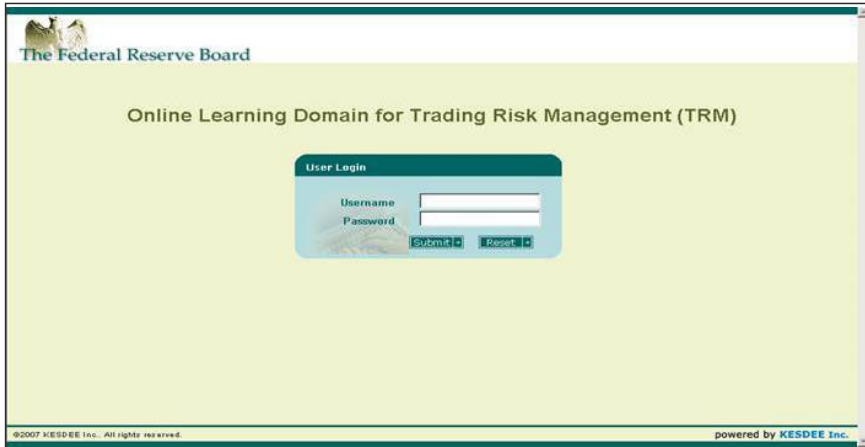 The Federal Reserve Board
Online Learning Domain for Trading Risk Management (TRM)
User Login
Username
Password
Submit Reset
©2007 KESDEE Inc.. All rights reserved. powered by KESDEE Inc.